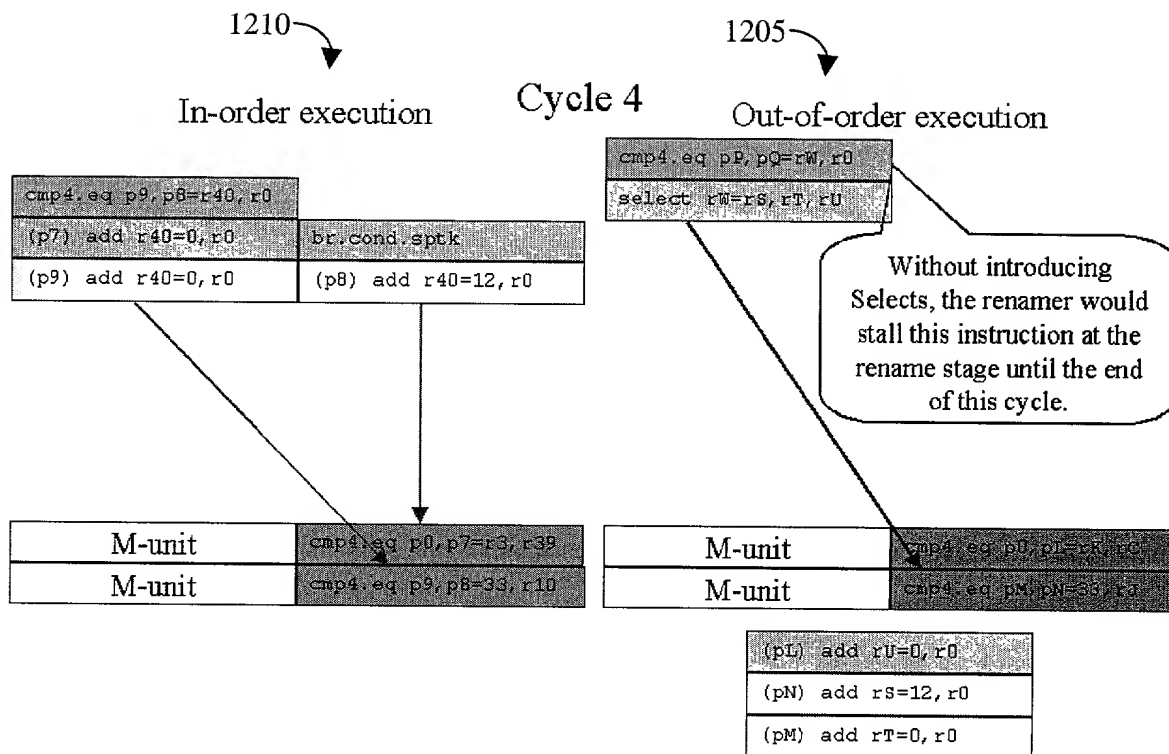 1210
1205
Cycle 4
In-order execution
Out-of-order execution
cmp4.eq p9,p8=r40,r0
(p7) add r40=0,r0
br.cond.sptk
(p9) add r40=0,r0
(p8) add r40=12,r0
cmp4.eq pP,pQ=rW,r0
select rW=rS,rT,rU
Without introducing
Selects, the renamer would
stall this instruction at the
rename stage until the end
of this cycle.
M-unit
cmp4.eq p0,p7=r3,r39
M-unit
cmp4.eq p9,p8=33,r10
M-unit
cmp4.eq p0,pL=rK,rC
M-unit
cmp4.eq pM,pN=33,rJ
(pL) add rU=0,r0
(pN) add rS=12,r0
(pM) add rT=0,r0